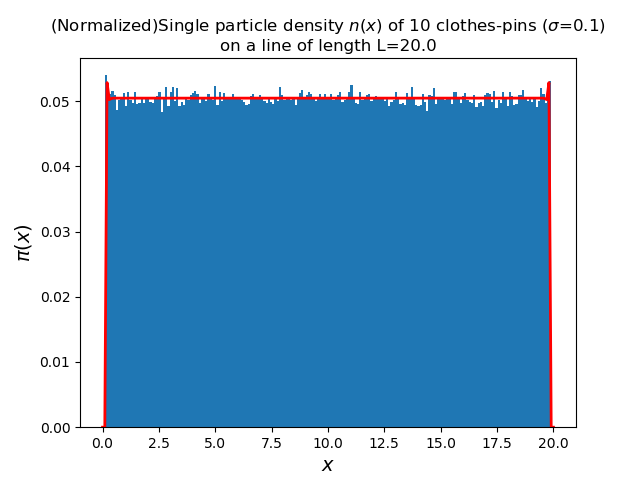 (Normalized)Single particle density n(x) of 10 clothes-pins (σ=0.1)
on a line of length L=20.0
π(x)
0.05
0.04
0.03
0.02
0.01
0.00
0.0 2.5 5.0 7.5 10.0 12.5 15.0 17.5 20.0
x